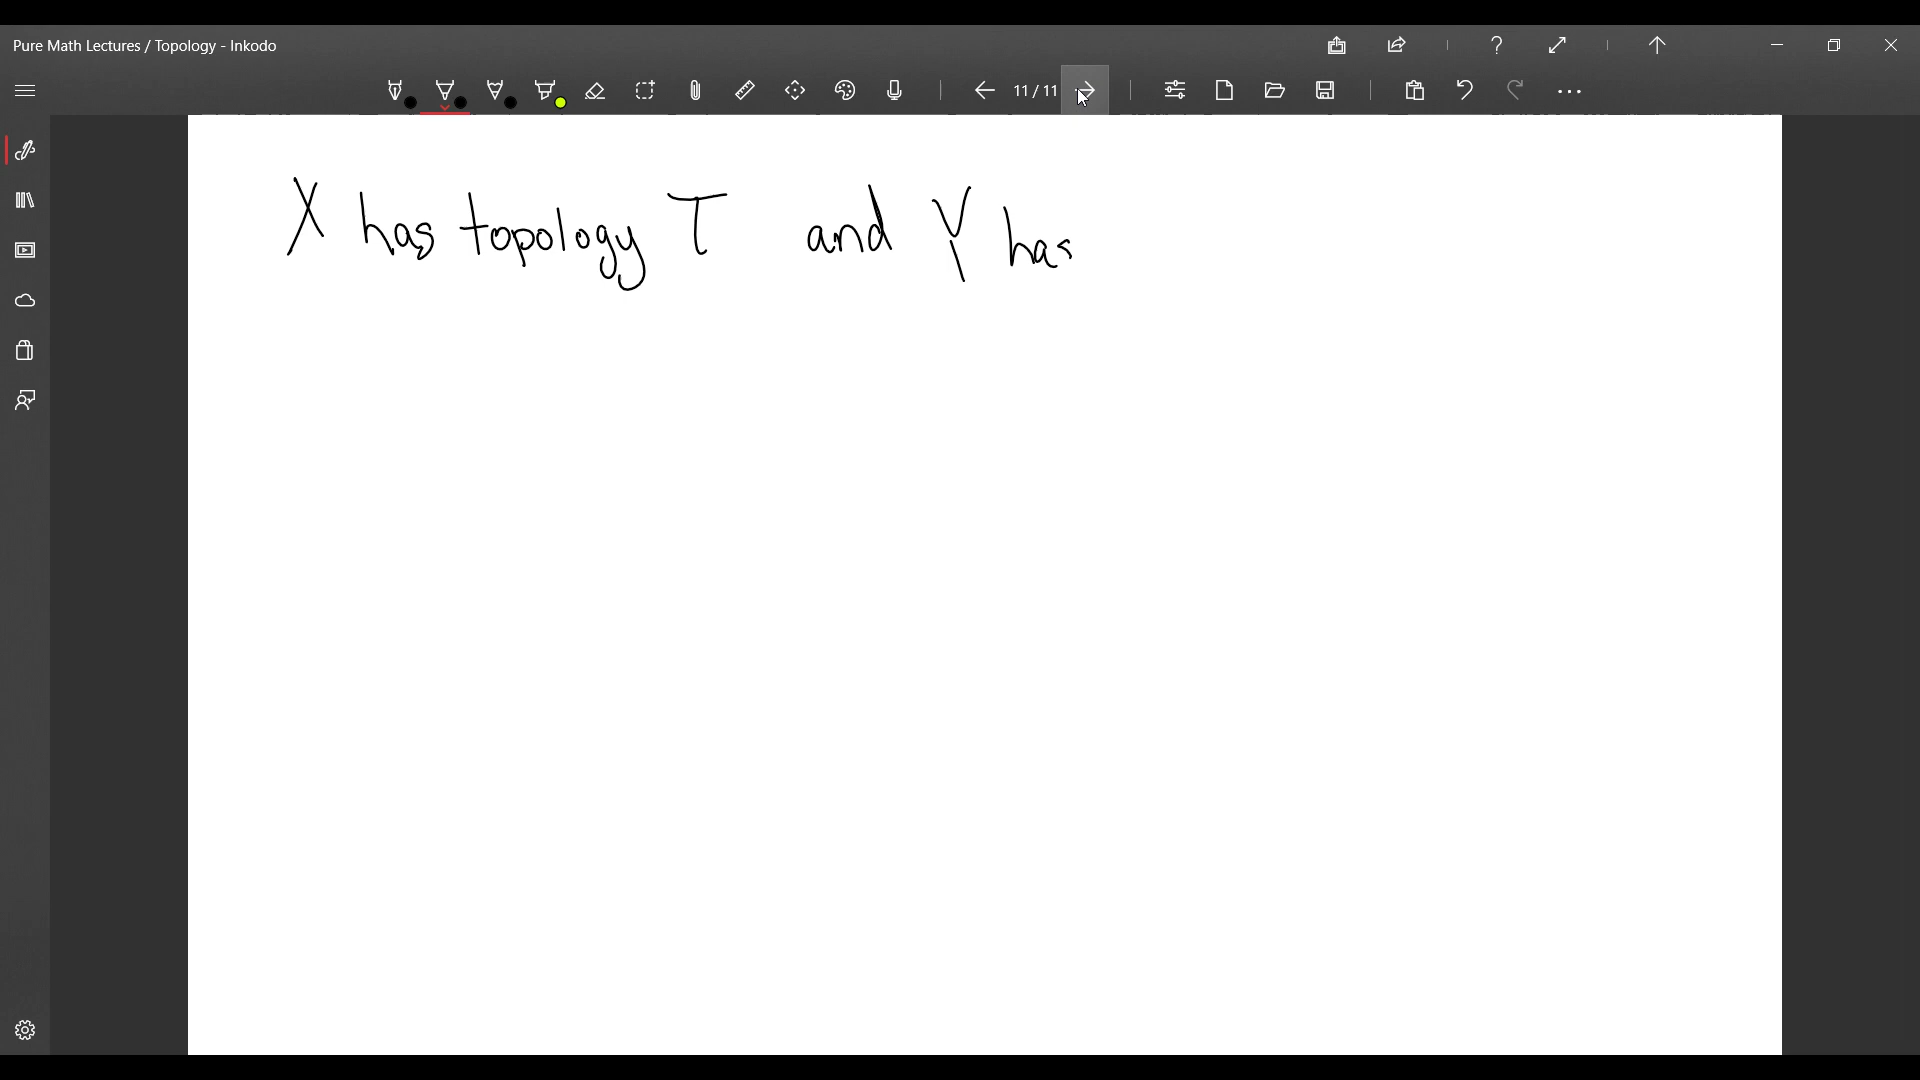 Pure Math Lectures / Topology - Inkodo
11 / 11
X has topology T and Y has